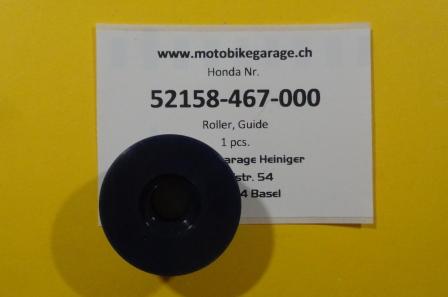 www.motobikegarage.ch
Honda Nr.
52158-467-000
Roller, Guide
1 pcs.
arage Heiniger
str. 54
4 Basel